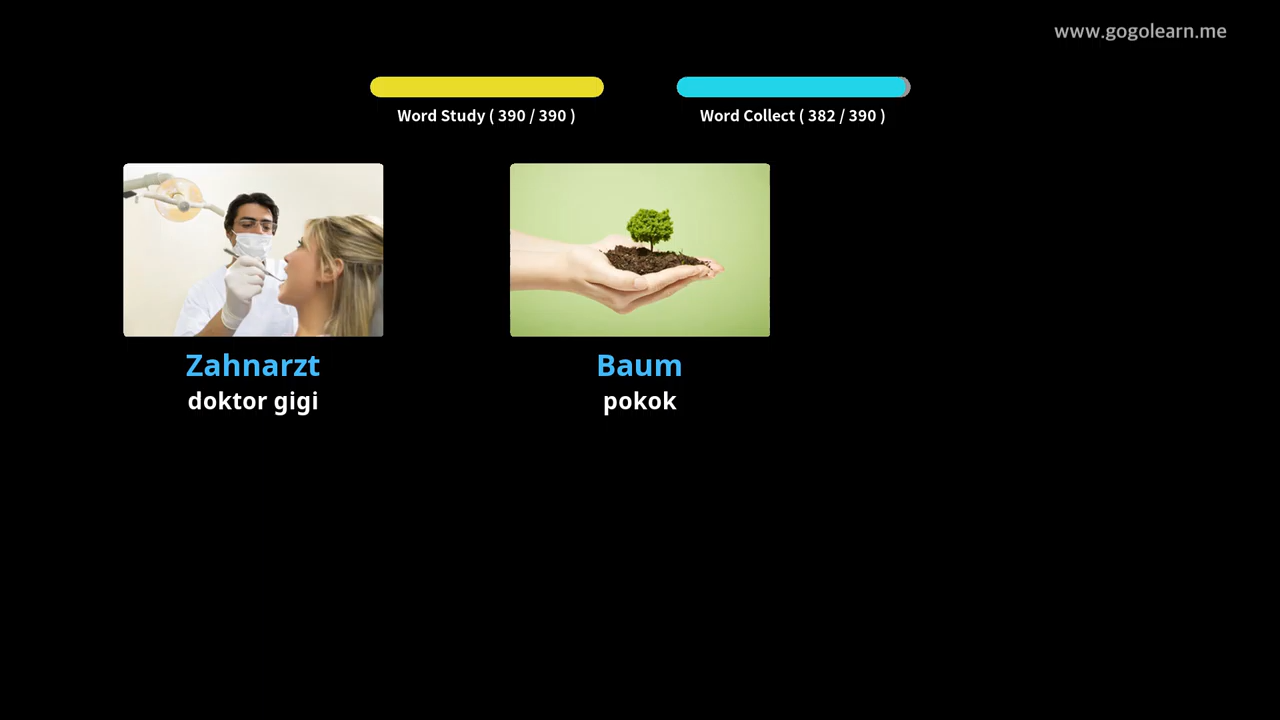 www.gogolearn.me
Word Study ( 390 / 390 )
Word Collect ( 382 / 390 )
Zahnarzt
doktor gigi
Baum
pokok